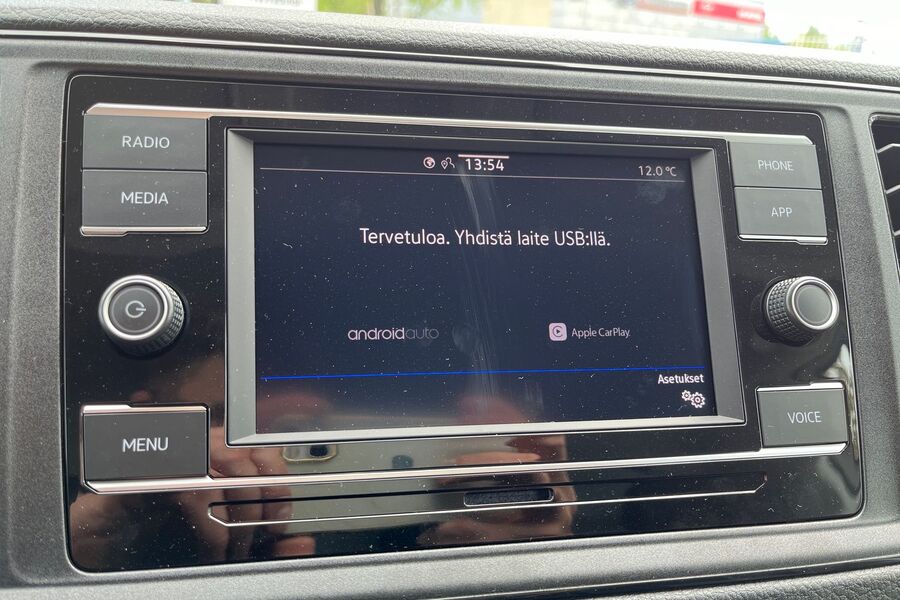 RADIO
MEDIA
MENU
13:54
12.0 °C
Tervetuloa. Yhdistä laite USB:llä.
androidauto
Apple CarPlay
Asetukset
PHONE
APP
VOICE